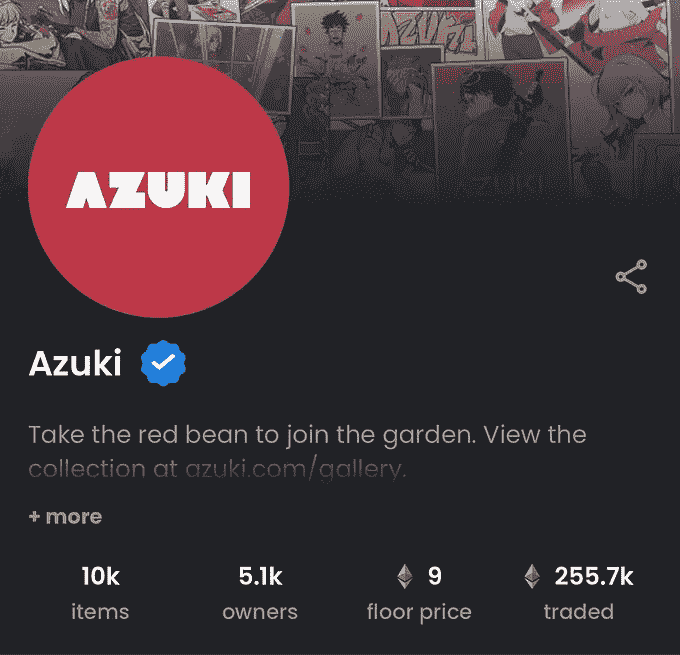 AZUKI
AZUKI
Azuki
Take the red bean to join the garden. View the
collection at azuki.com/gallery.
+ more
10k 5.1k 9 255.7k
items owners floor price traded